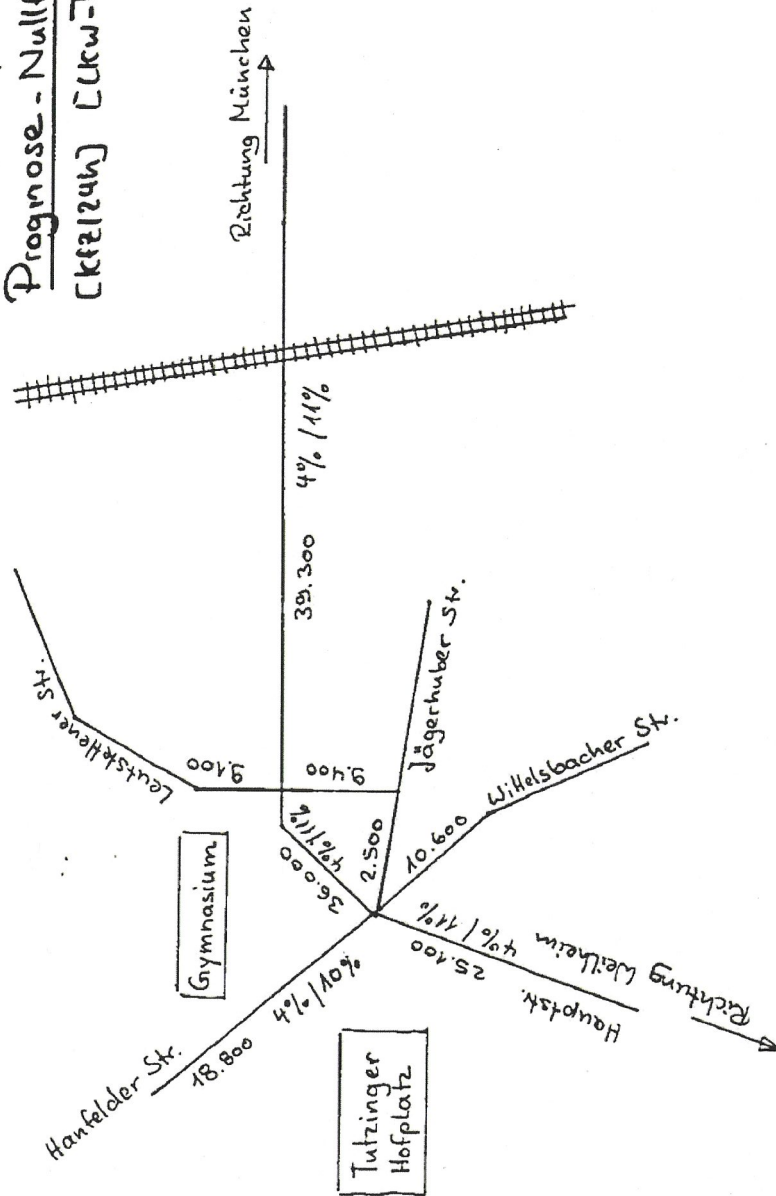 Prognose-Null
[Kfz/24h] [Lkw-
Richtung München
39.300 4% / 11%
Leutstettener Str.
9.100
9.400
Jägerhuber Str.
Gymnasium
36.000
4% / 11%
2.500
10.600
Wittelsbacher Str.
Hanfelder Str.
18.800 4% / 10%
25.100
4% / 11%
Hauptstr.
Richtung Weilheim
Tutzinger
Hofplatz